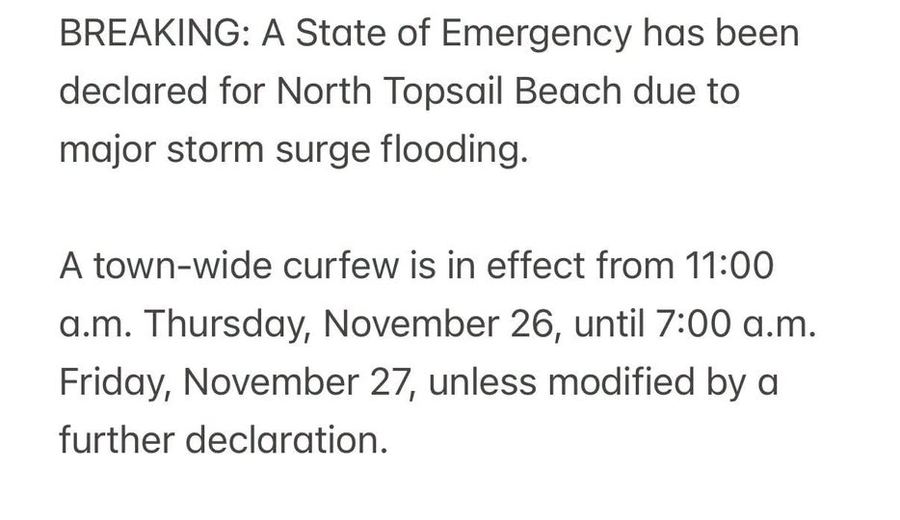 BREAKING: A State of Emergency has been
declared for North Topsail Beach due to
major storm surge flooding.
A town-wide curfew is in effect from 11:00
a.m. Thursday, November 26, until 7:00 a.m.
Friday, November 27, unless modified by a
further declaration.